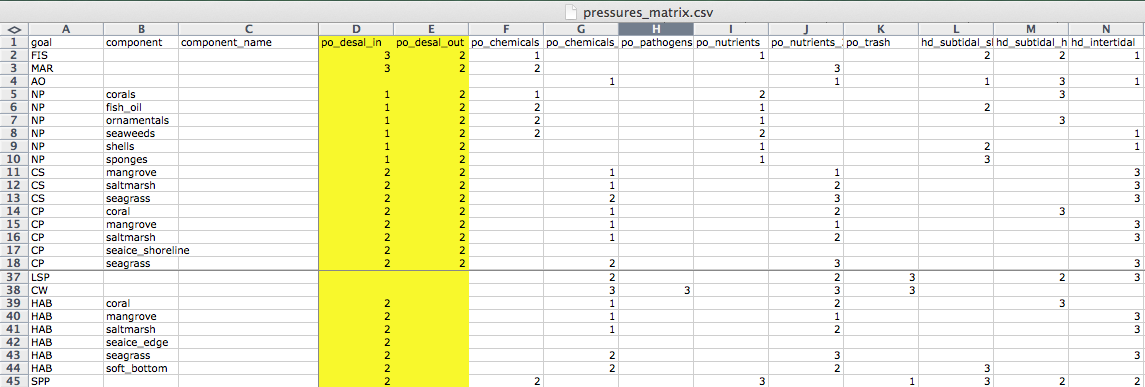 pressures_matrix.csv
A B C D E F G H I J K L M N
1 goal component component_name po_desal_in po_desal_out po_chemicals po_chemicals_ po_pathogens po_nutrients po_nutrients_ po_trash hd_subtidal_s hd_subtidal_h hd_intertidal
2 FIS 3 2 1 1 2 2 1
3 MAR 3 2 2 3
4 AO 1 1 1 3 1
5 NP corals 1 2 1 2 3
6 NP fish_oil 1 2 2 1 2
7 NP ornamentals 1 2 2 1 3
8 NP seaweeds 1 2 2 2 1
9 NP shells 1 2 1 2 1
10 NP sponges 1 2 1 3
11 CS mangrove 2 2 1 1 3
12 CS saltmarsh 2 2 1 2 3
13 CS seagrass 2 2 2 3 3
14 CP coral 2 2 1 2 3
15 CP mangrove 2 2 1 1 3
16 CP saltmarsh 2 2 1 2 3
17 CP seaice_shoreline 2 2
18 CP seagrass 2 2 2 3 3
37 LSP 2 2 3 2 3
38 CW 3 3 3 3
39 HAB coral 2 1 2 3
40 HAB mangrove 2 1 1 3
41 HAB saltmarsh 2 1 2 3
42 HAB seaice_edge 2
43 HAB seagrass 2 2 3 3
44 HAB soft_bottom 2 2 2 3
45 SPP 2 2 3 1 3 2 2